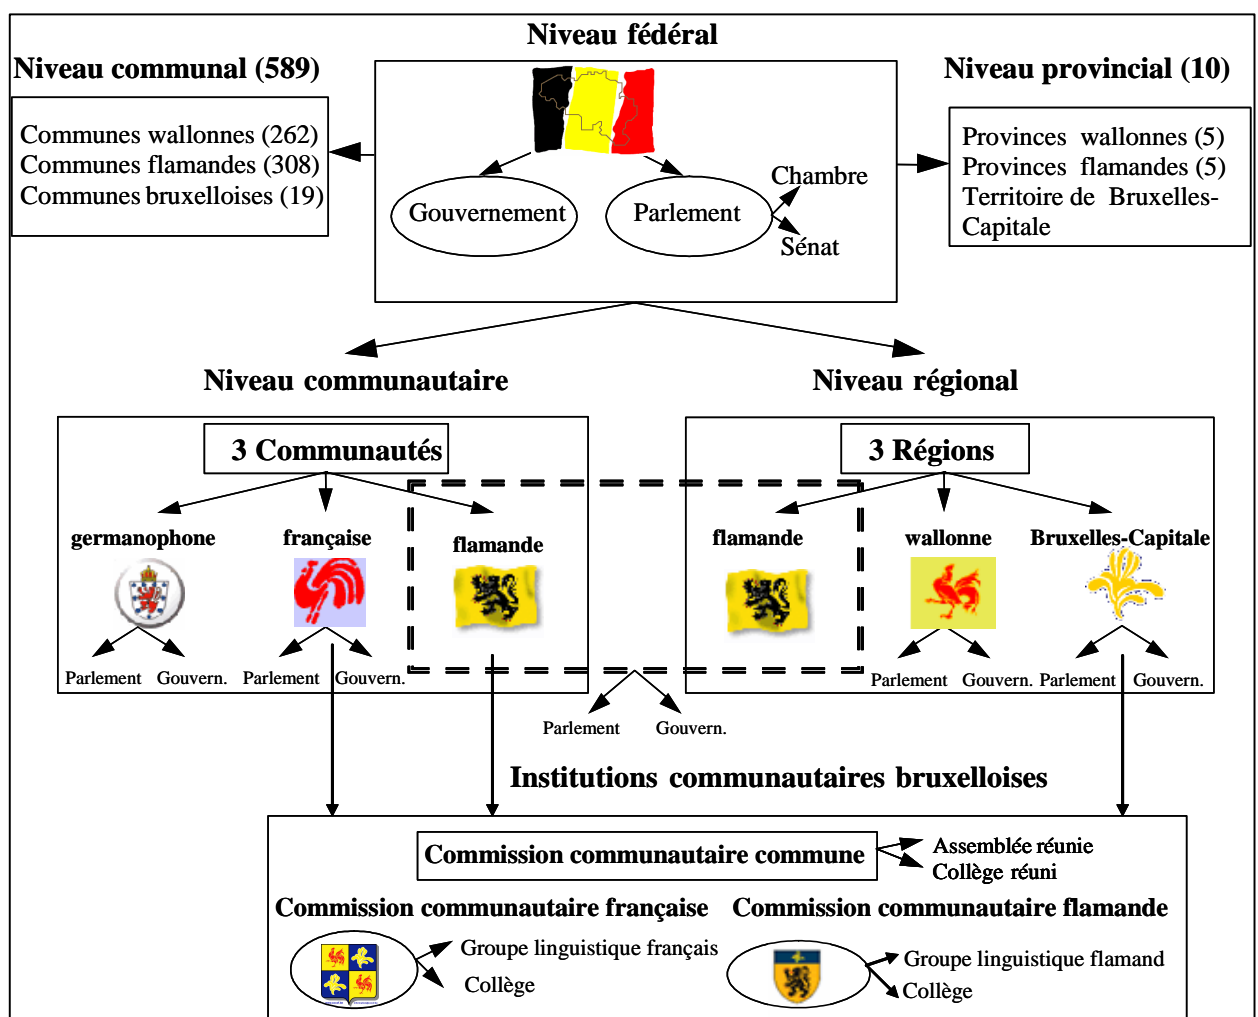 Niveau fédéral
Niveau communal (589)
Niveau provincial (10)
Communes wallonnes (262)
Communes flamandes (308)
Communes bruxelloises (19)
Gouvernement
Parlement
Chambre
Sénat
Provinces wallonnes (5)
Provinces flamandes (5)
Territoire de Bruxelles-
Capitale
Niveau communautaire
Niveau régional
3 Communautés
3 Régions
germanophone
française
flamande
flamande
wallonne
Bruxelles-Capitale
Parlement
Gouvern.
Parlement
Gouvern.
Parlement
Gouvern.
Parlement
Gouvern.
Parlement
Gouvern.
Institutions communautaires bruxelloises
Commission communautaire commune
Assemblée réunie
Collège réuni
Commission communautaire française
Commission communautaire flamande
Groupe linguistique français
Collège
Groupe linguistique flamand
Collège